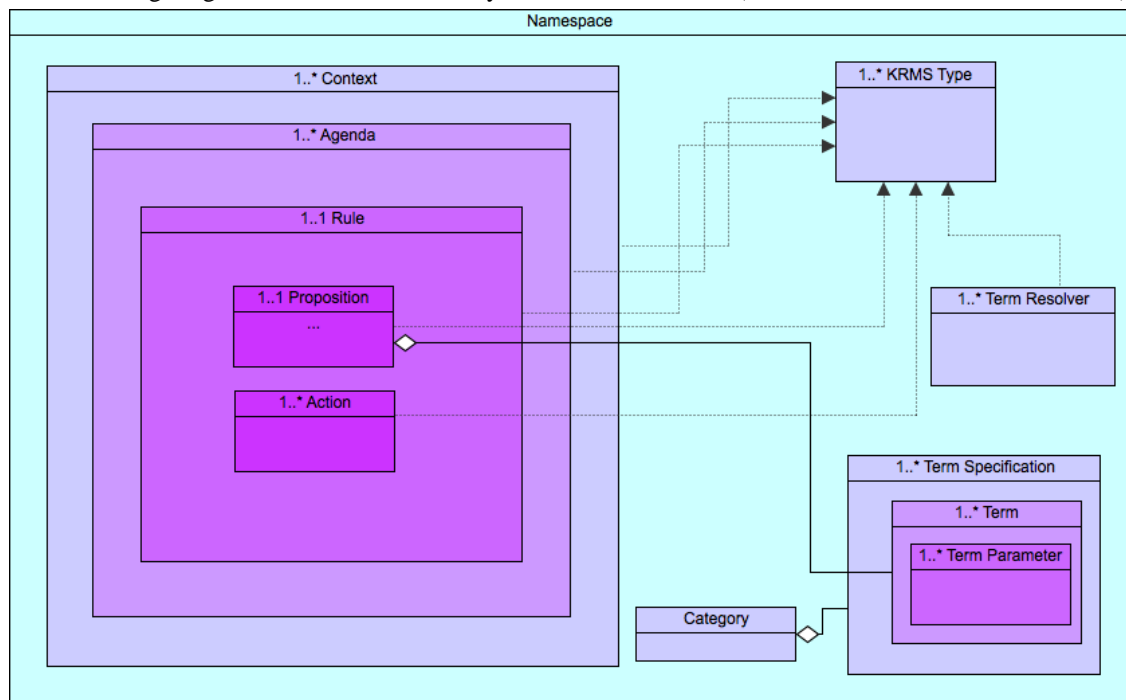 Namespace
1..* Context
1..* KRMS Type
1..* Agenda
1..1 Rule
1..1 Proposition
...
1..* Term Resolver
1..* Action
1..* Term Specification
1..* Term
1..* Term Parameter
Category